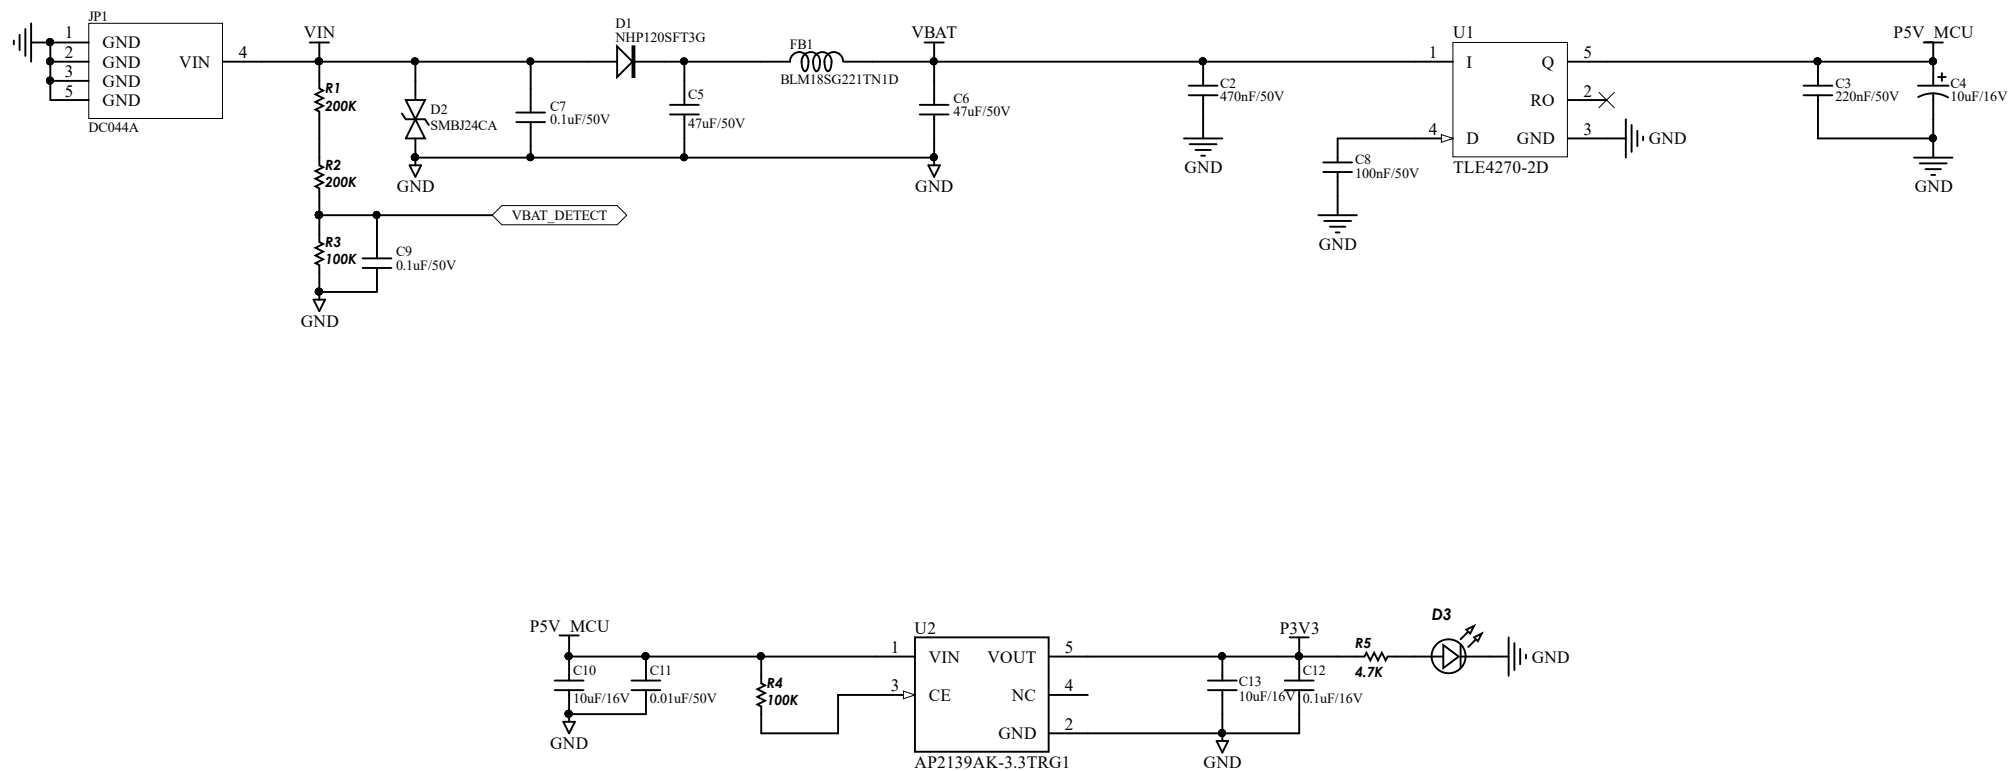 JP1
1
2
3
5
GND
GND
GND
GND
VIN
4
DC044A
VIN
R1
200K
R2
200K
R3
100K
C9
0.1uF/50V
GND
VBAT_DETECT
D2
SMBJ24CA
GND
C7
0.1uF/50V
D1
NHP120SFT3G
C5
47uF/50V
FB1
BLM18SG221TN1D
VBAT
C6
47uF/50V
GND
C2
470nF/50V
GND
C8
100nF/50V
GND
U1
1
I
4
D
Q
5
RO
2
GND
3
GND
TLE4270-2D
C3
220nF/50V
P5V_MCU
+
C4
10uF/16V
GND
P5V_MCU
C10
10uF/16V
C11
0.01uF/50V
GND
R4
100K
U2
1
VIN
3
CE
VOUT
5
NC
4
GND
2
AP2139AK-3.3TRG1
C13
10uF/16V
GND
P3V3
C12
0.1uF/16V
R5
4.7K
D3
GND